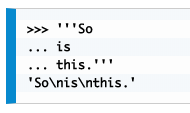 >>> '''So
... is
... this.'''
'So\nis\nthis.'